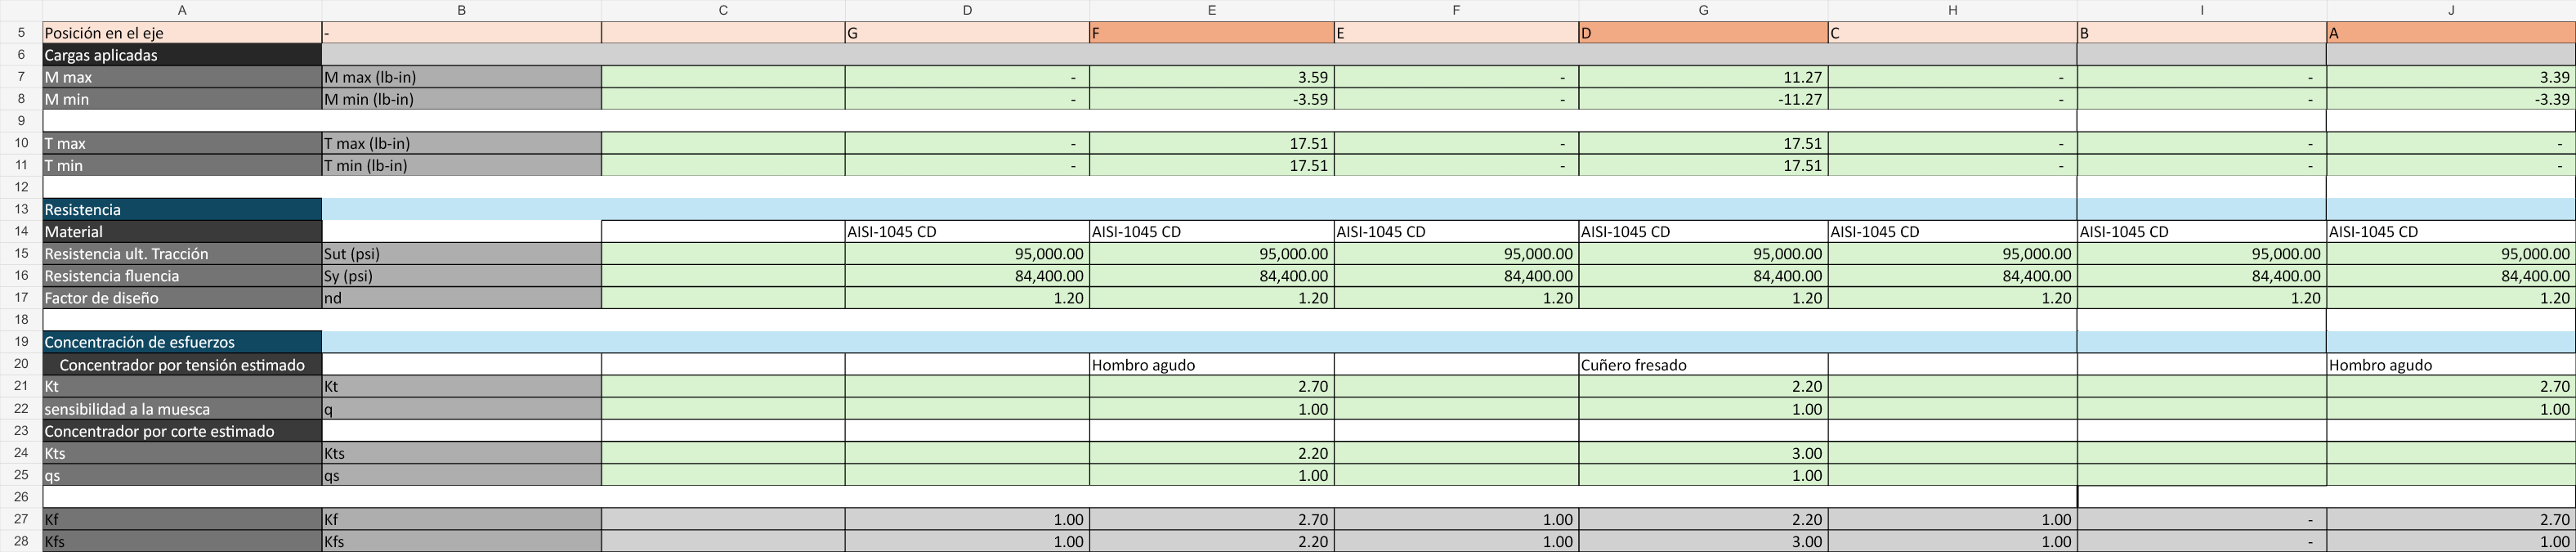 A B C D E F G H I J
5 Posición en el eje - G F E D C B A
6 Cargas aplicadas
7 M max M max (lb-in) - 3.59 - 11.27 - - 3.39
8 M min M min (lb-in) - -3.59 - -11.27 - - -3.39
9
10 T max T max (lb-in) - 17.51 - 17.51 - - -
11 T min T min (lb-in) - 17.51 - 17.51 - - -
12
13 Resistencia
14 Material AISI-1045 CD AISI-1045 CD AISI-1045 CD AISI-1045 CD AISI-1045 CD AISI-1045 CD AISI-1045 CD
15 Resistencia ult. Tracción Sut (psi) 95,000.00 95,000.00 95,000.00 95,000.00 95,000.00 95,000.00 95,000.00
16 Resistencia fluencia Sy (psi) 84,400.00 84,400.00 84,400.00 84,400.00 84,400.00 84,400.00 84,400.00
17 Factor de diseño nd 1.20 1.20 1.20 1.20 1.20 1.20 1.20
18
19 Concentración de esfuerzos
20 Concentrador por tensión estimado Hombro agudo Cuñero fresado Hombro agudo
21 Kt Kt 2.70 2.20 2.70
22 sensibilidad a la muesca q 1.00 1.00 1.00
23 Concentrador por corte estimado
24 Kts Kts 2.20 3.00
25 qs qs 1.00 1.00
26
27 Kf Kf 1.00 2.70 1.00 2.20 1.00 - 2.70
28 Kfs Kfs 1.00 2.20 1.00 3.00 1.00 - 1.00